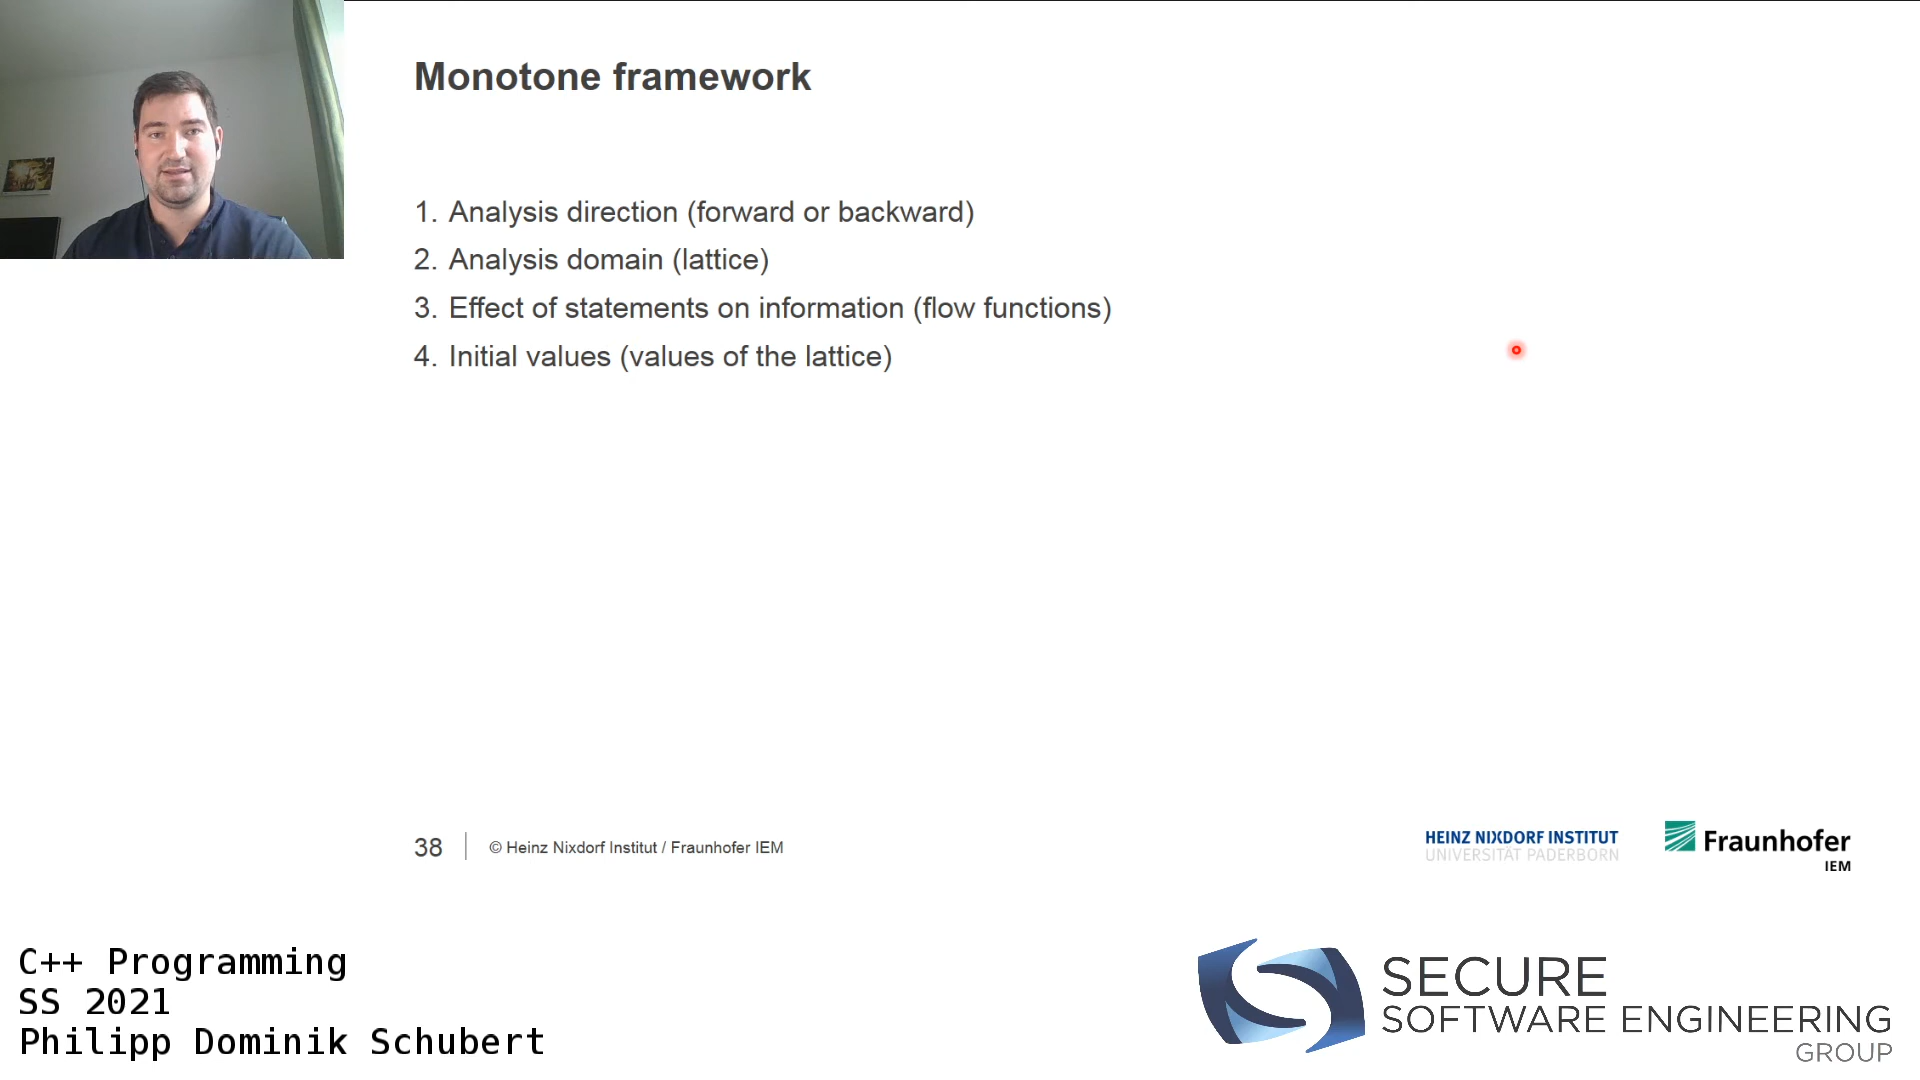 Monotone framework
1. Analysis direction (forward or backward)
2. Analysis domain (lattice)
3. Effect of statements on information (flow functions)
4. Initial values (values of the lattice)
38
© Heinz Nixdorf Institut / Fraunhofer IEM
HEINZ NIXDORF INSTITUT
UNIVERSITÄT PADERBORN
Fraunhofer
IEM
C++ Programming
SS 2021
Philipp Dominik Schubert
SECURE
SOFTWARE ENGINEERING
GROUP